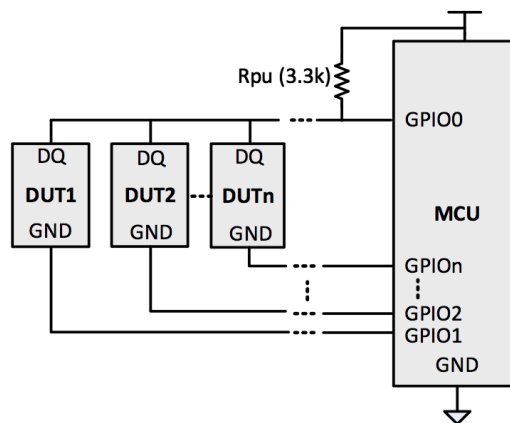 Rpu (3.3k)
GPIO0
DQ DQ DQ
DUT1 DUT2 DUTn
MCU
GND GND GND
GPIOn
GPIO2
GPIO1
GND